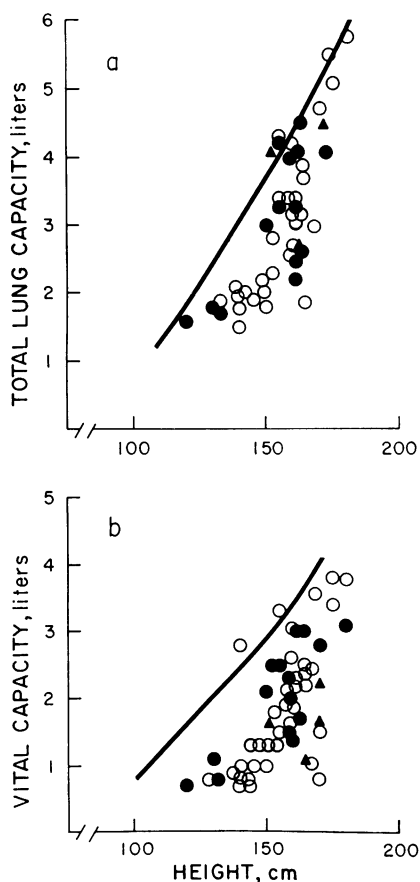 a
TOTAL LUNG CAPACITY, liters
6
5
4
3
2
1
100 150 200
b
VITAL CAPACITY, liters
5
4
3
2
1
100 150 200
HEIGHT, cm